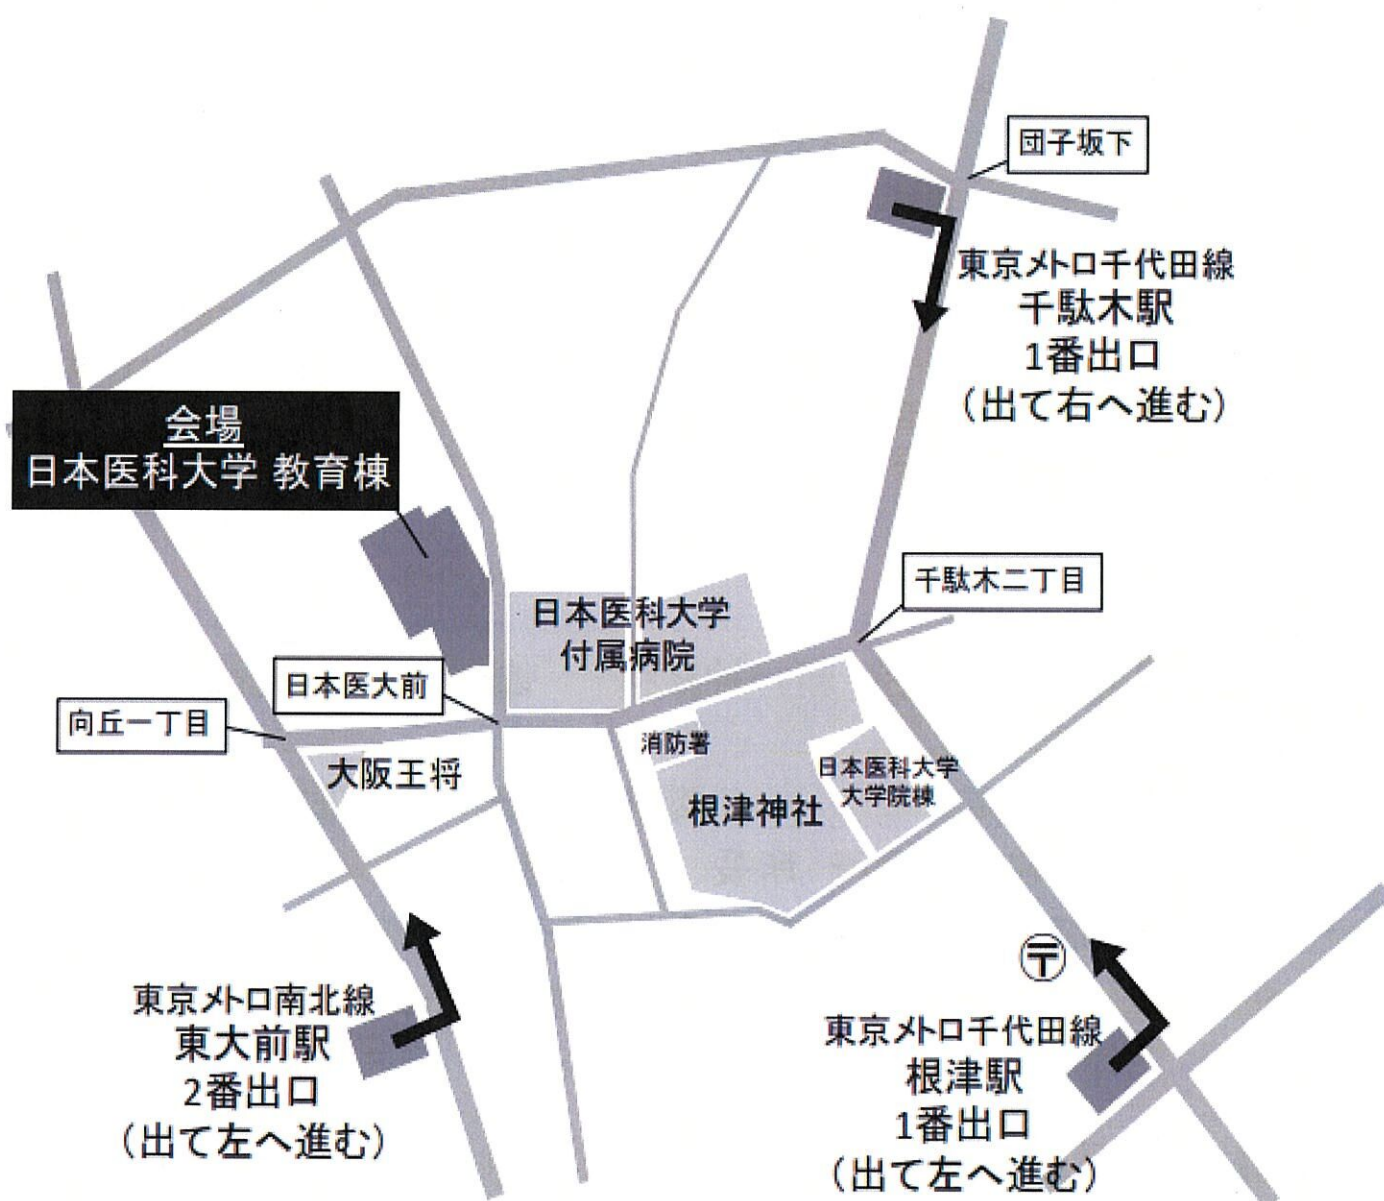 団子坂下
東京メトロ千代田線
千駄木駅
1番出口
（出て右へ進む）
会場
日本医科大学 教育棟
千駄木二丁目
日本医科大学
付属病院
日本医大前
向丘一丁目
消防署
大阪王将
日本医科大学
大学院棟
根津神社
〒
東京メトロ南北線
東大前駅
2番出口
（出て左へ進む）
東京メトロ千代田線
根津駅
1番出口
（出て左へ進む）